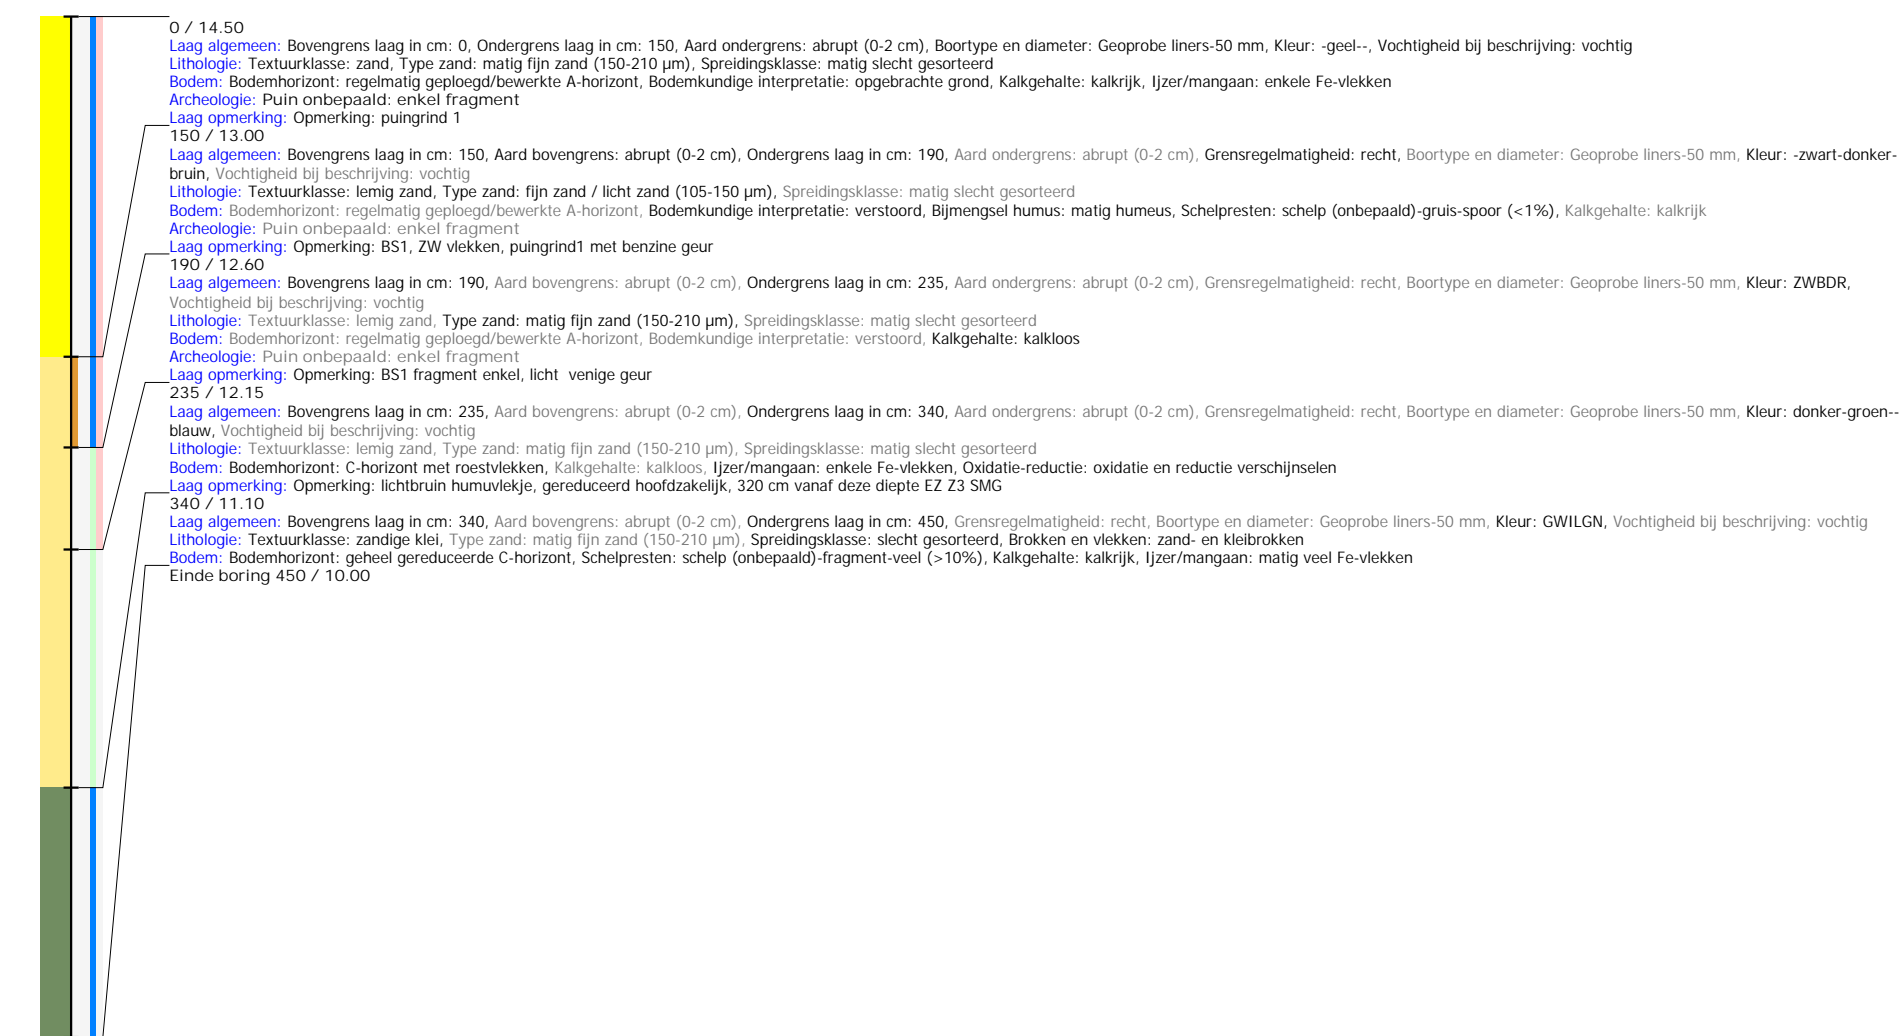 0 / 14.50
Laag algemeen: Bovengrens laag in cm: 0, Ondergrens laag in cm: 150, Aard ondergrens: abrupt (0-2 cm), Boortype en diameter: Geoprobe liners-50 mm, Kleur: -geel--, Vochtigheid bij beschrijving: vochtig
Lithologie: Textuurklasse: zand, Type zand: matig fijn zand (150-210 µm), Spreidingsklasse: matig slecht gesorteerd
Bodem: Bodemhorizont: regelmatig geploegd/bewerkte A-horizont, Bodemkundige interpretatie: opgebrachte grond, Kalkgehalte: kalkrijk, Ijzer/mangaan: enkele Fe-vlekken
Archeologie: Puin onbepaald: enkel fragment
Laag opmerking: Opmerking: puingrind 1
150 / 13.00
Laag algemeen: Bovengrens laag in cm: 150, Aard bovengrens: abrupt (0-2 cm), Ondergrens laag in cm: 190, Aard ondergrens: abrupt (0-2 cm), Grensregelmatigheid: recht, Boortype en diameter: Geoprobe liners-50 mm, Kleur: -zwart-donker-
bruin, Vochtigheid bij beschrijving: vochtig
Lithologie: Textuurklasse: lemig zand, Type zand: fijn zand / licht zand (105-150 µm), Spreidingsklasse: matig slecht gesorteerd
Bodem: Bodemhorizont: regelmatig geploegd/bewerkte A-horizont, Bodemkundige interpretatie: verstoord, Bijmengsel humus: matig humeus, Schelpresten: schelp (onbepaald)-gruis-spoor (<1%), Kalkgehalte: kalkrijk
Archeologie: Puin onbepaald: enkel fragment
Laag opmerking: Opmerking: BS1, ZW vlekken, puingrind1 met benzine geur
190 / 12.60
Laag algemeen: Bovengrens laag in cm: 190, Aard bovengrens: abrupt (0-2 cm), Ondergrens laag in cm: 235, Aard ondergrens: abrupt (0-2 cm), Grensregelmatigheid: recht, Boortype en diameter: Geoprobe liners-50 mm, Kleur: ZWBDR,
Vochtigheid bij beschrijving: vochtig
Lithologie: Textuurklasse: lemig zand, Type zand: matig fijn zand (150-210 µm), Spreidingsklasse: matig slecht gesorteerd
Bodem: Bodemhorizont: regelmatig geploegd/bewerkte A-horizont, Bodemkundige interpretatie: verstoord, Kalkgehalte: kalkloos
Archeologie: Puin onbepaald: enkel fragment
Laag opmerking: Opmerking: BS1 fragment enkel, licht  venige geur
235 / 12.15
Laag algemeen: Bovengrens laag in cm: 235, Aard bovengrens: abrupt (0-2 cm), Ondergrens laag in cm: 340, Aard ondergrens: abrupt (0-2 cm), Grensregelmatigheid: recht, Boortype en diameter: Geoprobe liners-50 mm, Kleur: donker-groen--
blauw, Vochtigheid bij beschrijving: vochtig
Lithologie: Textuurklasse: lemig zand, Type zand: matig fijn zand (150-210 µm), Spreidingsklasse: matig slecht gesorteerd
Bodem: Bodemhorizont: C-horizont met roestvlekken, Kalkgehalte: kalkloos, Ijzer/mangaan: enkele Fe-vlekken, Oxidatie-reductie: oxidatie en reductie verschijnselen
Laag opmerking: Opmerking: lichtbruin humuvlekje, gereduceerd hoofdzakelijk, 320 cm vanaf deze diepte EZ Z3 SMG
340 / 11.10
Laag algemeen: Bovengrens laag in cm: 340, Aard bovengrens: abrupt (0-2 cm), Ondergrens laag in cm: 450, Grensregelmatigheid: recht, Boortype en diameter: Geoprobe liners-50 mm, Kleur: GWILGN, Vochtigheid bij beschrijving: vochtig
Lithologie: Textuurklasse: zandige klei, Type zand: matig fijn zand (150-210 µm), Spreidingsklasse: slecht gesorteerd, Brokken en vlekken: zand- en kleibrokken
Bodem: Bodemhorizont: geheel gereduceerde C-horizont, Schelpresten: schelp (onbepaald)-fragment-veel (>10%), Kalkgehalte: kalkrijk, Ijzer/mangaan: matig veel Fe-vlekken
Einde boring 450 / 10.00